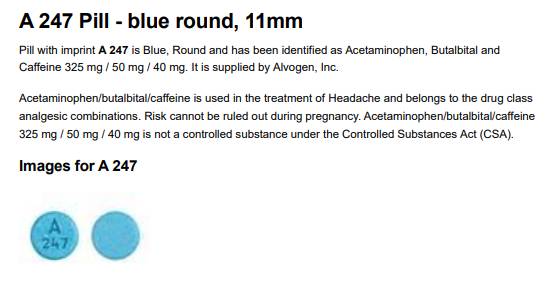 A 247 Pill - blue round, 11mm
Pill with imprint A 247 is Blue, Round and has been identified as Acetaminophen, Butalbital and
Caffeine 325 mg / 50 mg / 40 mg. It is supplied by Alvogen, Inc.
Acetaminophen/butalbital/caffeine is used in the treatment of Headache and belongs to the drug class
analgesic combinations. Risk cannot be ruled out during pregnancy. Acetaminophen/butalbital/caffeine
325 mg / 50 mg / 40 mg is not a controlled substance under the Controlled Substances Act (CSA).
Images for A 247
A
247